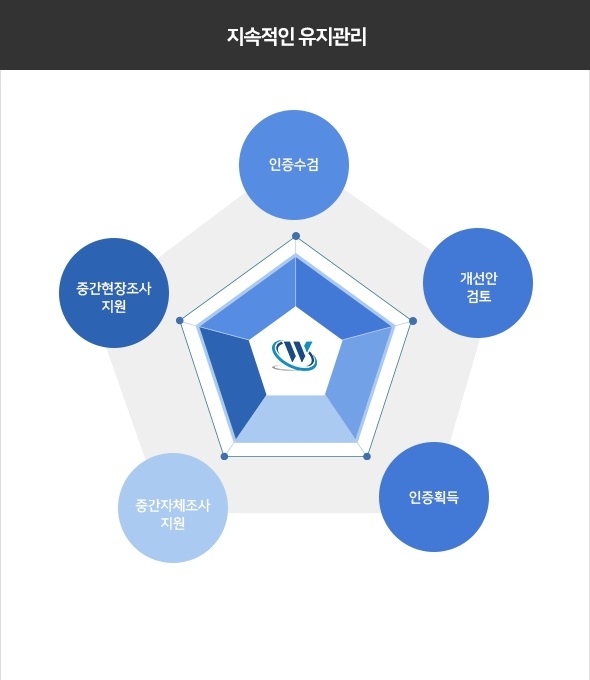 지속적인 유지관리
인증수검
개선안
검토
인증획득
중간자체조사
지원
중간현장조사
지원
W